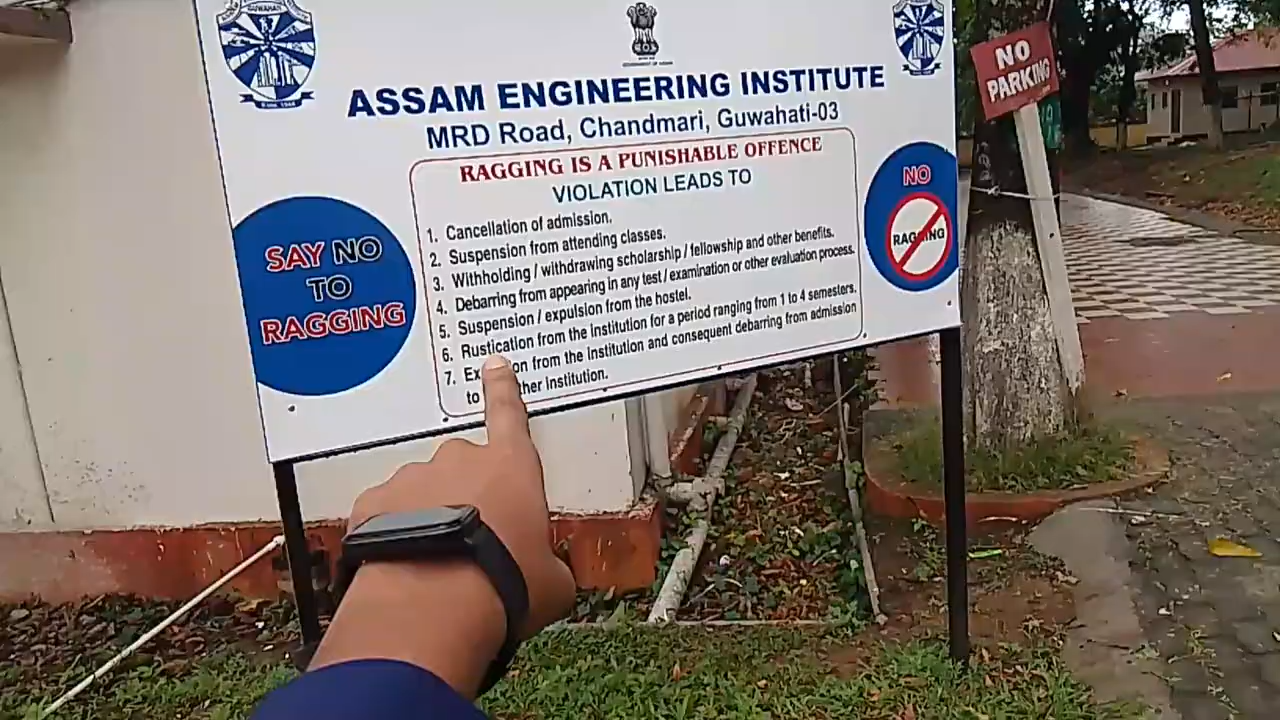 GOVERNMENT OF ASSAM
ASSAM ENGINEERING INSTITUTE
MRD Road, Chandmari, Guwahati-03
RAGGING IS A PUNISHABLE OFFENCE
VIOLATION LEADS TO
1. Cancellation of admission.
2. Suspension from attending classes.
3. Withholding / withdrawing scholarship / fellowship and other benefits.
4. Debarring from appearing in any test / examination or other evaluation process.
5. Suspension / expulsion from the hostel.
6. Rustication from the Institution for a period ranging from 1 to 4 semesters.
7. from the Institution and consequent debarring from admission
to Institution.
SAY NO
TO
RAGGING
NO
RAGGING
NO
PARKING